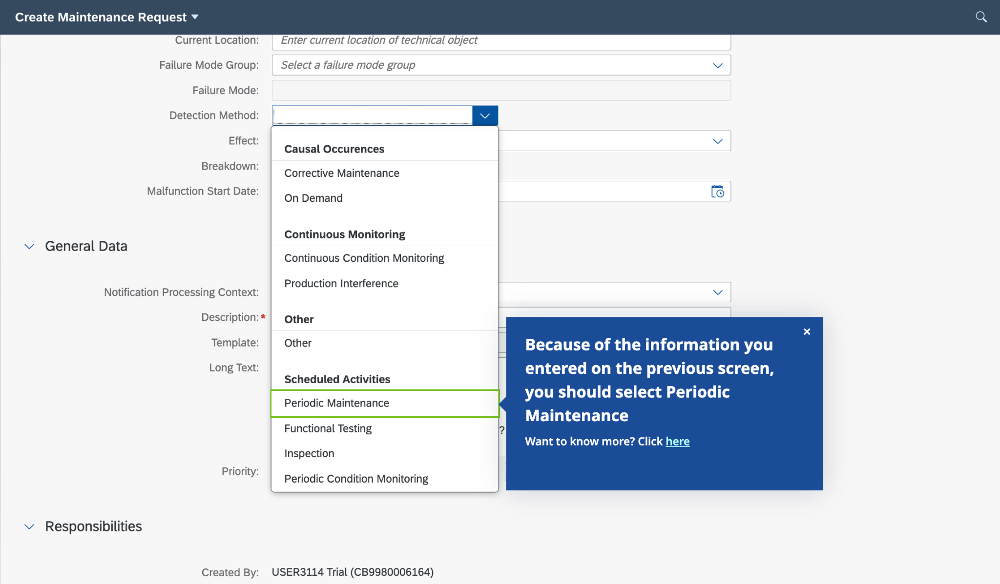 Create Maintenance Request
Current Location:
Enter current location of technical object
Failure Mode Group:
Select a failure mode group
Failure Mode:
Detection Method:
Effect:
Breakdown:
Malfunction Start Date:
Causal Occurences
Corrective Maintenance
On Demand
Continuous Monitoring
Continuous Condition Monitoring
Production Interference
Other
Other
Scheduled Activities
Periodic Maintenance
Functional Testing
Inspection
Periodic Condition Monitoring
General Data
Notification Processing Context:
Description:*
Template:
Long Text:
?
Priority:
×
Because of the information you
entered on the previous screen,
you should select Periodic
Maintenance
Want to know more? Click here
Responsibilities
Created By:
USER3114 Trial (CB9980006164)